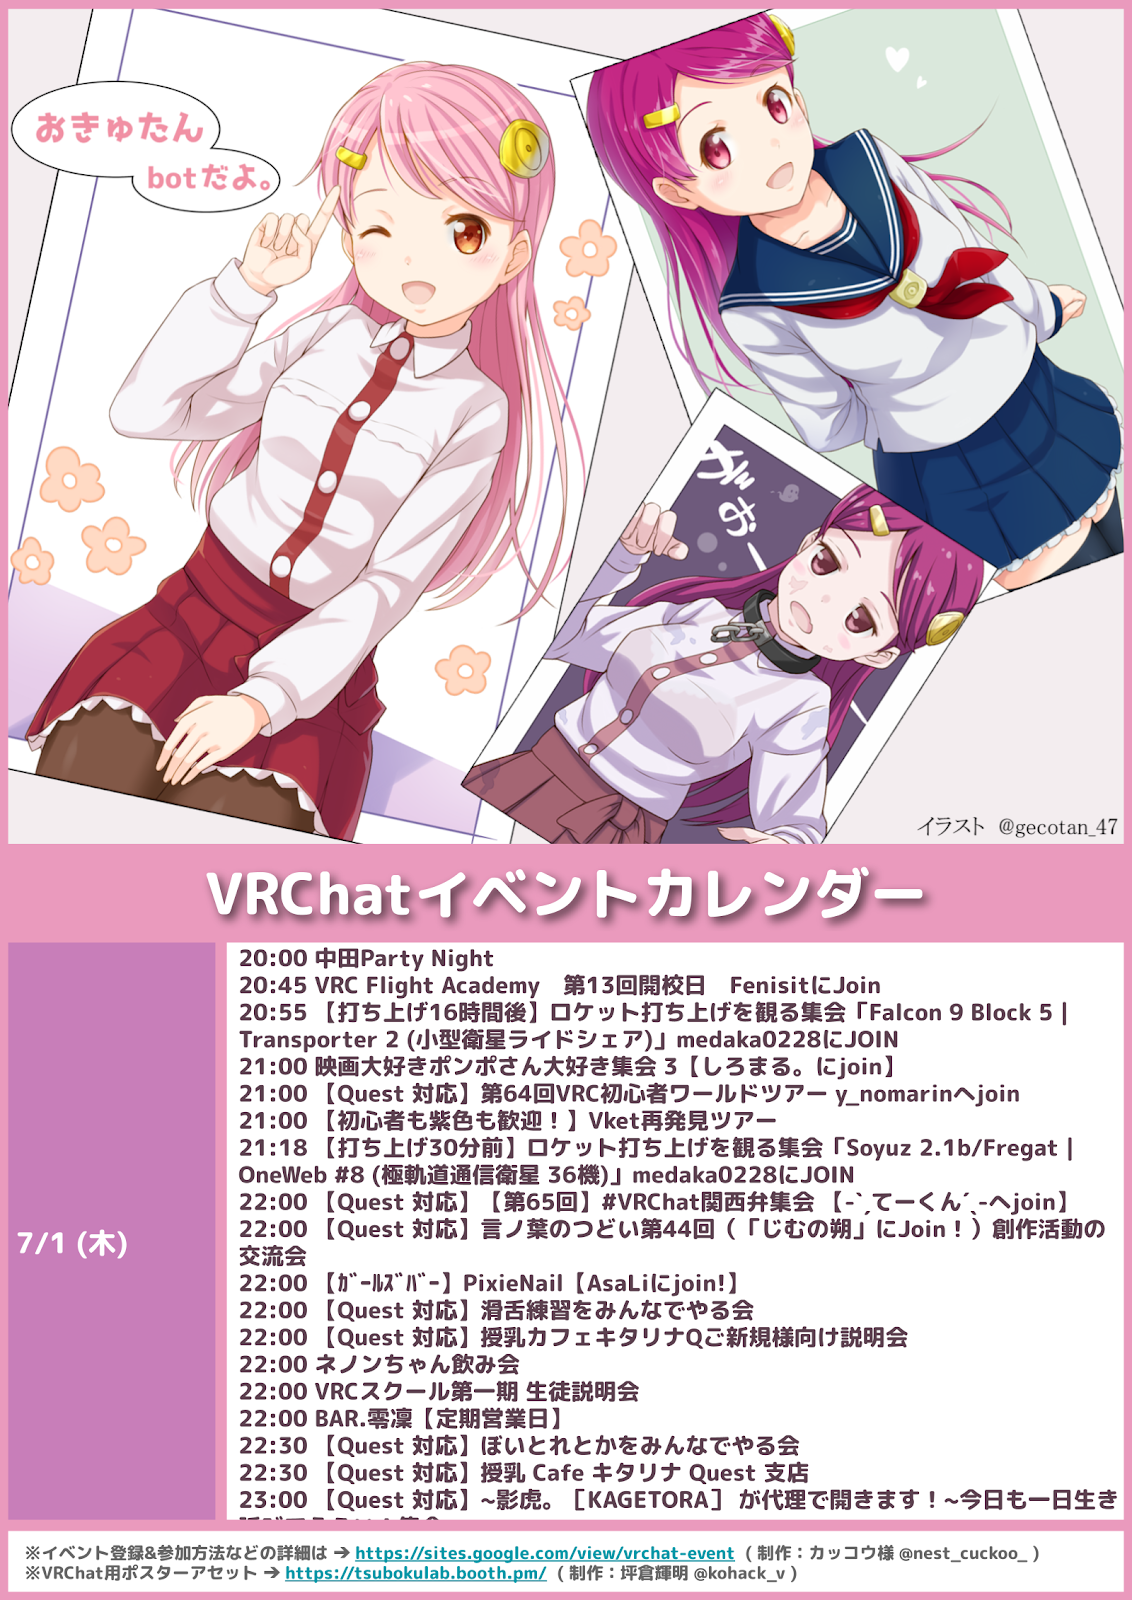 おきゅたん
botだよ。
がおー
イラスト @gecotan_47
VRChatイベントカレンダー
7/1 (木)
20:00 中田Party Night
20:45 VRC Flight Academy　第13回開校日　FenisitにJoin
20:55 【打ち上げ16時間後】ロケット打ち上げを観る集会「Falcon 9 Block 5 |
Transporter 2 (小型衛星ライドシェア)」medaka0228にJOIN
21:00 映画大好きポンポさん大好き集会 3【しろまる。にjoin】
21:00 【Quest 対応】第64回VRC初心者ワールドツアー y_nomarinへjoin
21:00 【初心者も紫色も歓迎！】Vket再発見ツアー
21:18 【打ち上げ30分前】ロケット打ち上げを観る集会「Soyuz 2.1b/Fregat |
OneWeb #8 (極軌道通信衛星 36機)」medaka0228にJOIN
22:00 【Quest 対応】【第65回】#VRChat関西弁集会 【-`ˏてーくん´ˎ-へjoin】
22:00 【Quest 対応】言ノ葉のつどい第44回（「じむの朔」にJoin！）創作活動の
交流会
22:00 【ｶﾞｰﾙｽﾞﾊﾞｰ】PixieNail【AsaLiにjoin!】
22:00 【Quest 対応】滑舌練習をみんなでやる会
22:00 【Quest 対応】授乳カフェキタリナQご新規様向け説明会
22:00 ネノンちゃん飲み会
22:00 VRCスクール第一期 生徒説明会
22:00 BAR.零凜【定期営業日】
22:30 【Quest 対応】ぼいとれとかをみんなでやる会
22:30 【Quest 対応】授乳 Cafe キタリナ Quest 支店
23:00 【Quest 対応】~影虎。［KAGETORA］ が代理で開きます！~今日も一日生き
※イベント登録&参加方法などの詳細は → https://sites.google.com/view/vrchat-event （制作：カッコウ様 @nest_cuckoo_ ）
※VRChat用ポスターアセット → https://tsubokulab.booth.pm/ （制作：坪倉輝明 @kohack_v ）